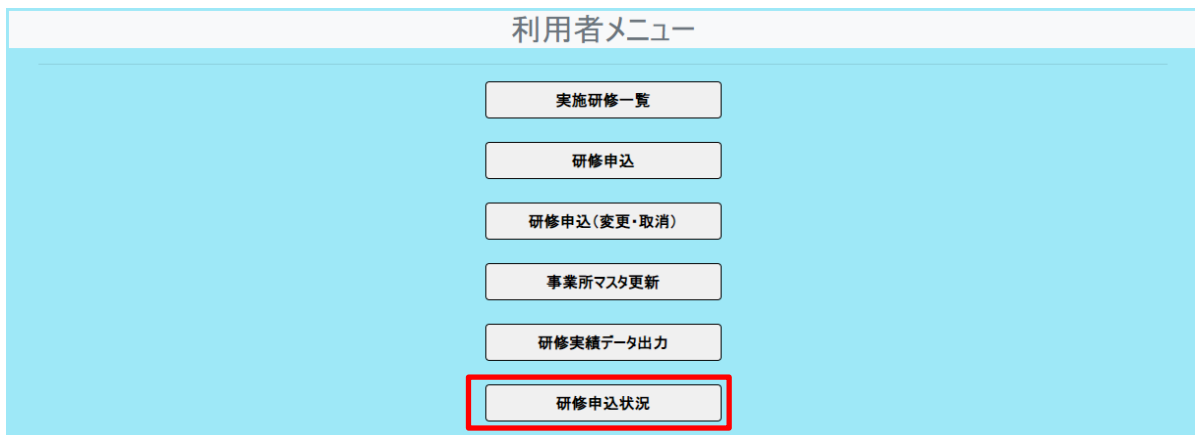 利用者メニュー
実施研修一覧
研修申込
研修申込(変更・取消)
事業所マスタ更新
研修実績データ出力
研修申込状況